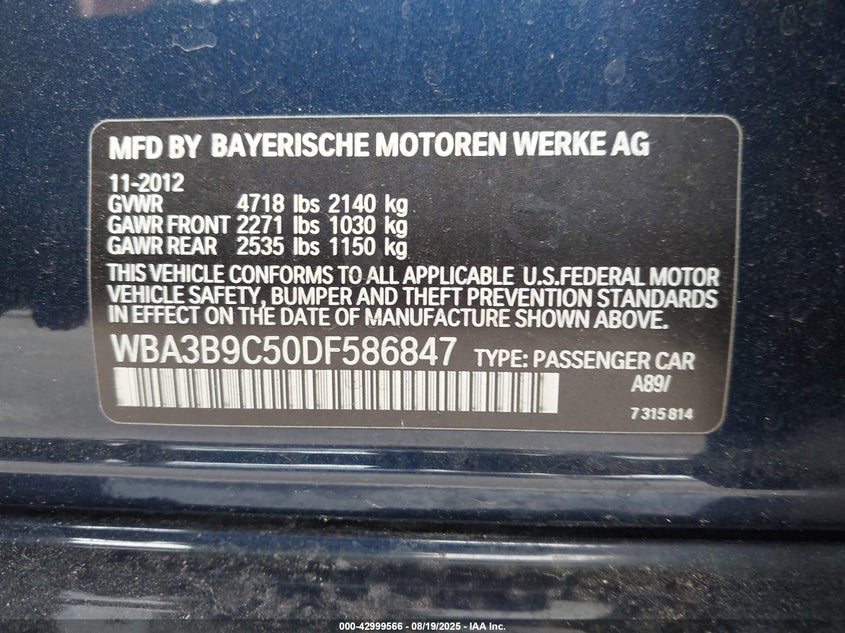 MFD BY BAYERISCHE MOTOREN WERKE AG
11-2012
GVWR 4718 lbs 2140 kg
GAWR FRONT 2271 lbs 1030 kg
GAWR REAR 2535 lbs 1150 kg
THIS VEHICLE CONFORMS TO ALL APPLICABLE U.S.FEDERAL MOTOR
VEHICLE SAFETY, BUMPER AND THEFT PREVENTION STANDARDS
IN EFFECT ON THE DATE OF MANUFACTURE SHOWN ABOVE.
WBA3B9C50DF586847 TYPE: PASSENGER CAR
A89/
7315814
000-42999566 - 08/19/2025 - IAA Inc.